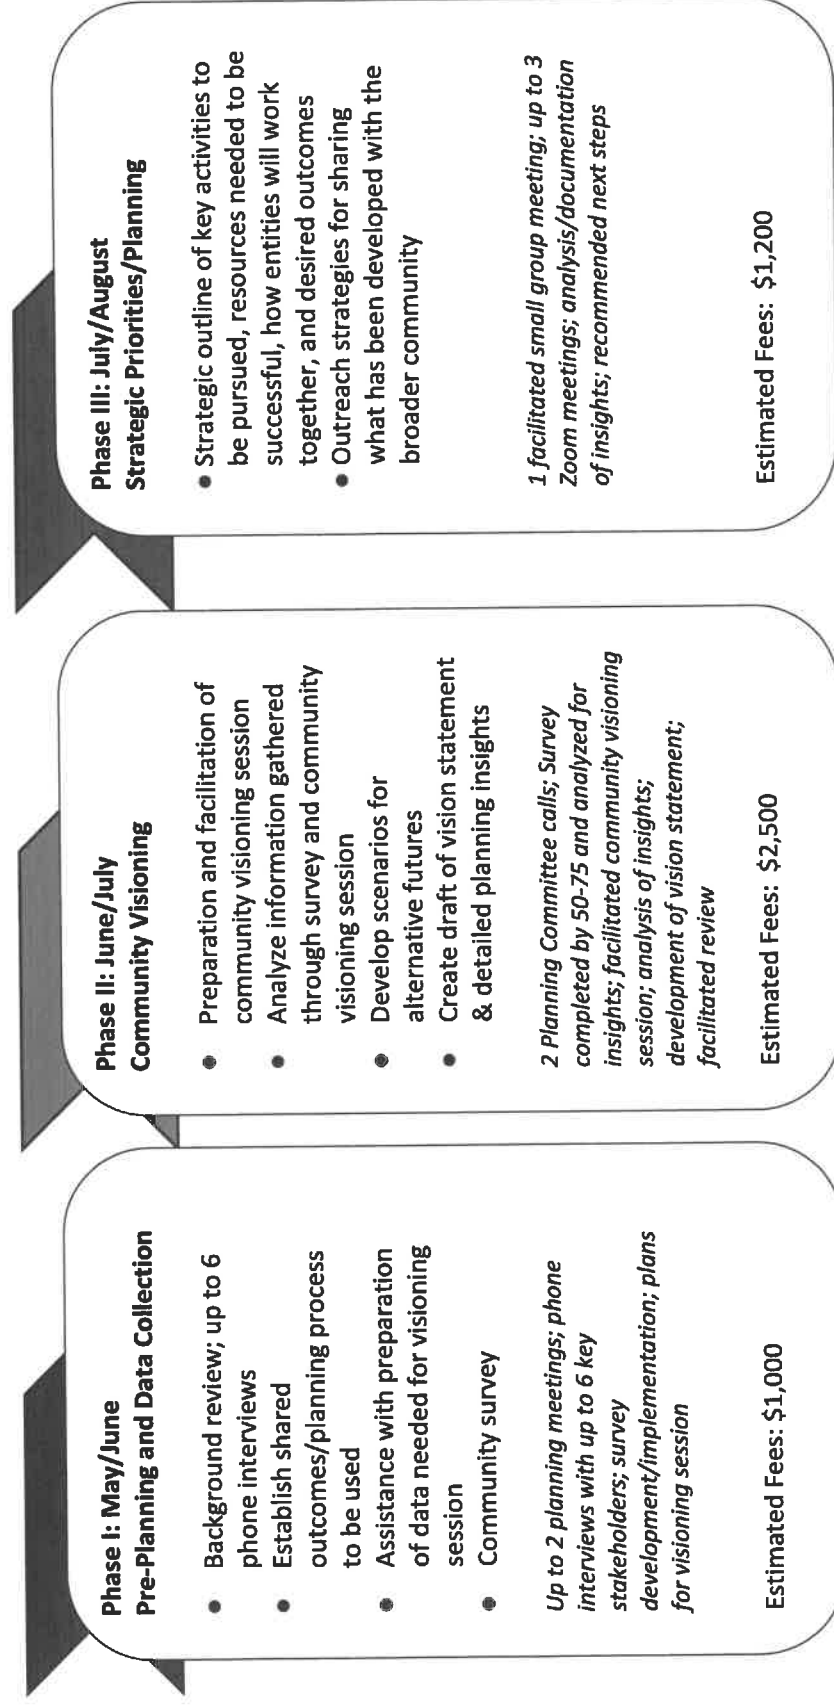 Phase I: May/June
Pre-Planning and Data Collection
• Background review; up to 6
phone interviews
• Establish shared
outcomes/planning process
to be used
• Assistance with preparation
of data needed for visioning
session
• Community survey
Up to 2 planning meetings; phone
interviews with up to 6 key
stakeholders; survey
development/implementation; plans
for visioning session
Estimated Fees: $1,000
Phase II: June/July
Community Visioning
• Preparation and facilitation of
community visioning session
• Analyze information gathered
through survey and community
visioning session
• Develop scenarios for
alternative futures
• Create draft of vision statement
& detailed planning insights
2 Planning Committee calls; Survey
completed by 50-75 and analyzed for
insights; facilitated community visioning
session; analysis of insights;
development of vision statement;
facilitated review
Estimated Fees: $2,500
Phase III: July/August
Strategic Priorities/Planning
• Strategic outline of key activities to
be pursued, resources needed to be
successful, how entities will work
together, and desired outcomes
• Outreach strategies for sharing
what has been developed with the
broader community
1 facilitated small group meeting; up to 3
Zoom meetings; analysis/documentation
of insights; recommended next steps
Estimated Fees: $1,200